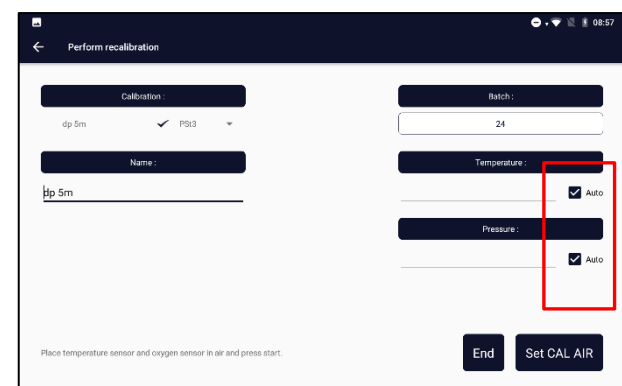 08:57
Perform recalibration
Calibration :
dp 5m PSt3
Name :
dp 5m
Batch :
24
Temperature :
Auto
Pressure :
Auto
Place temperature sensor and oxygen sensor in air and press start.
End Set CAL AIR